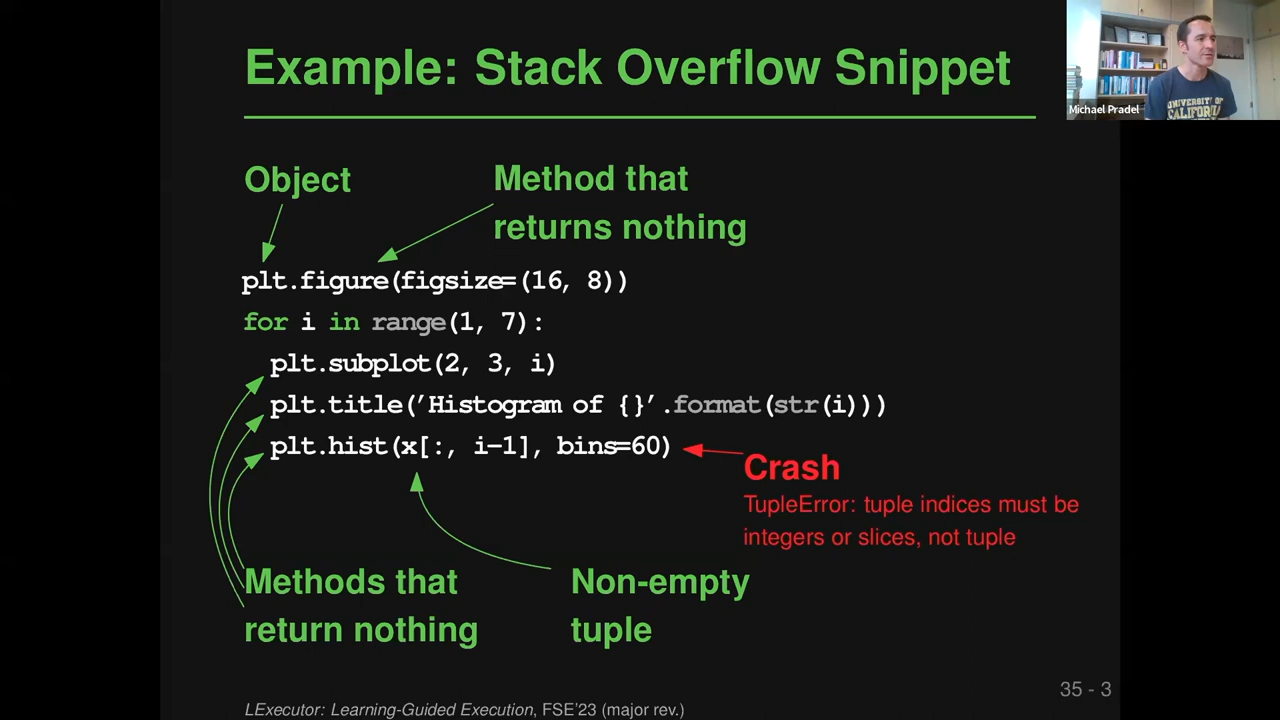 Example: Stack Overflow Snippet
Michael Pradel
UNIVERSITY OF
CALIFORNIA
Object
Method that
returns nothing
plt.figure(figsize=(16, 8))
for i in range(1, 7):
plt.subplot(2, 3, i)
plt.title(’Histogram of {}’.format(str(i)))
plt.hist(x[:, i−1], bins=60)
Crash
TupleError: tuple indices must be
integers or slices, not tuple
Methods that
return nothing
Non-empty
tuple
35 - 3
LExecutor: Learning-Guided Execution, FSE’23 (major rev.)